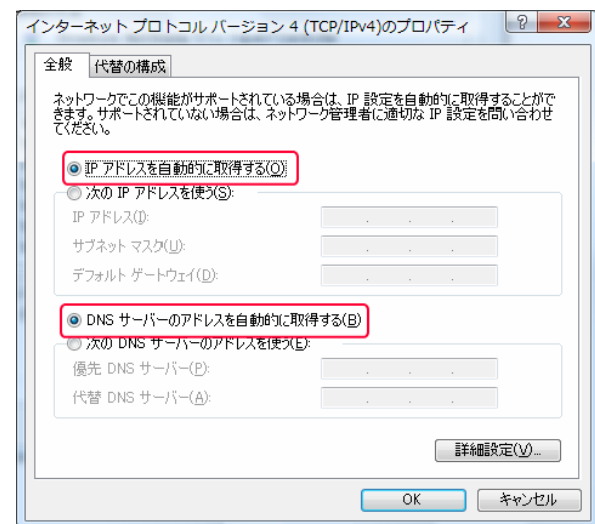 インターネット プロトコル バージョン 4 (TCP/IPv4)のプロパティ
全般
代替の構成
ネットワークでこの機能がサポートされている場合は、IP 設定を自動的に取得することがで
きます。サポートされていない場合は、ネットワーク管理者に適切な IP 設定を問い合わせ
てください。
IP アドレスを自動的に取得する(O)
次の IP アドレスを使う(S):
IP アドレス(I):
サブネット マスク(U):
デフォルト ゲートウェイ(D):
DNS サーバーのアドレスを自動的に取得する(B)
次の DNS サーバーのアドレスを使う(E):
優先 DNS サーバー(P):
代替 DNS サーバー(A):
詳細設定(V)...
OK
キャンセル